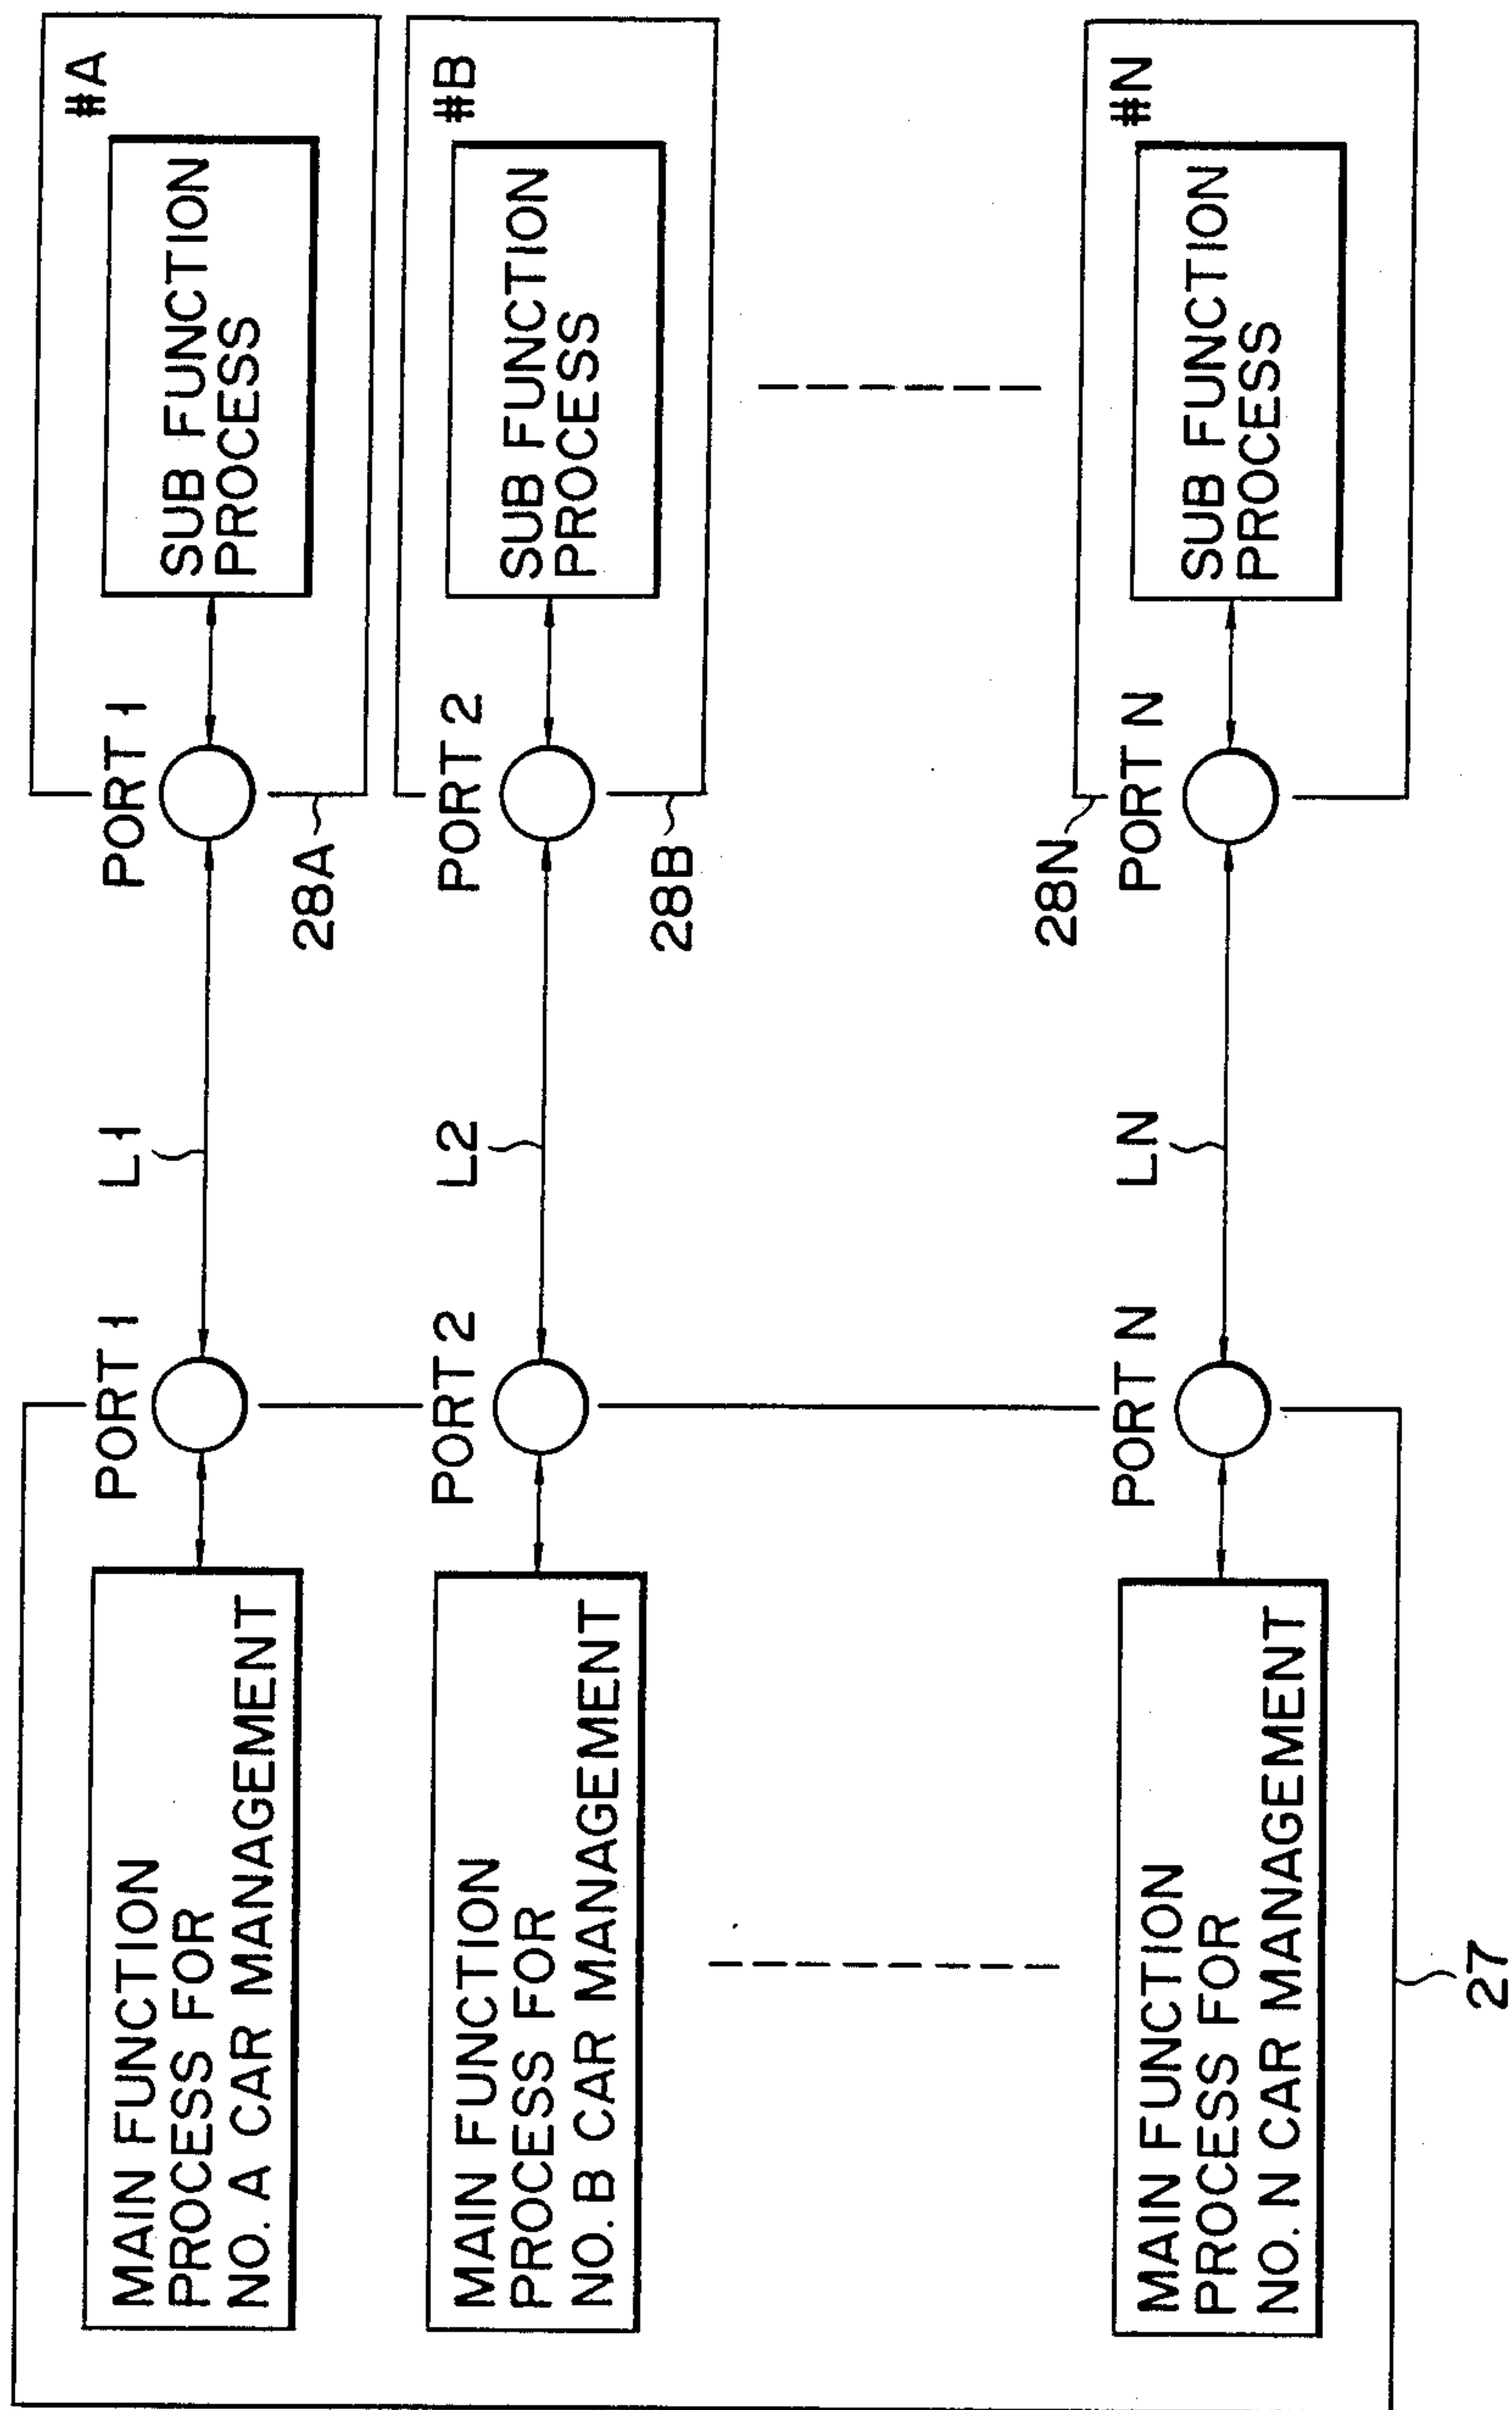 MAIN FUNCTION
PROCESS FOR
NO. A CAR MANAGEMENT
PORT 1
L1
PORT 1
28A
#A
SUB FUNCTION
PROCESS
MAIN FUNCTION
PROCESS FOR
NO. B CAR MANAGEMENT
PORT 2
L2
PORT 2
28B
#B
SUB FUNCTION
PROCESS
MAIN FUNCTION
PROCESS FOR
NO. N CAR MANAGEMENT
PORT N
LN
28N
PORT N
#N
SUB FUNCTION
PROCESS
27